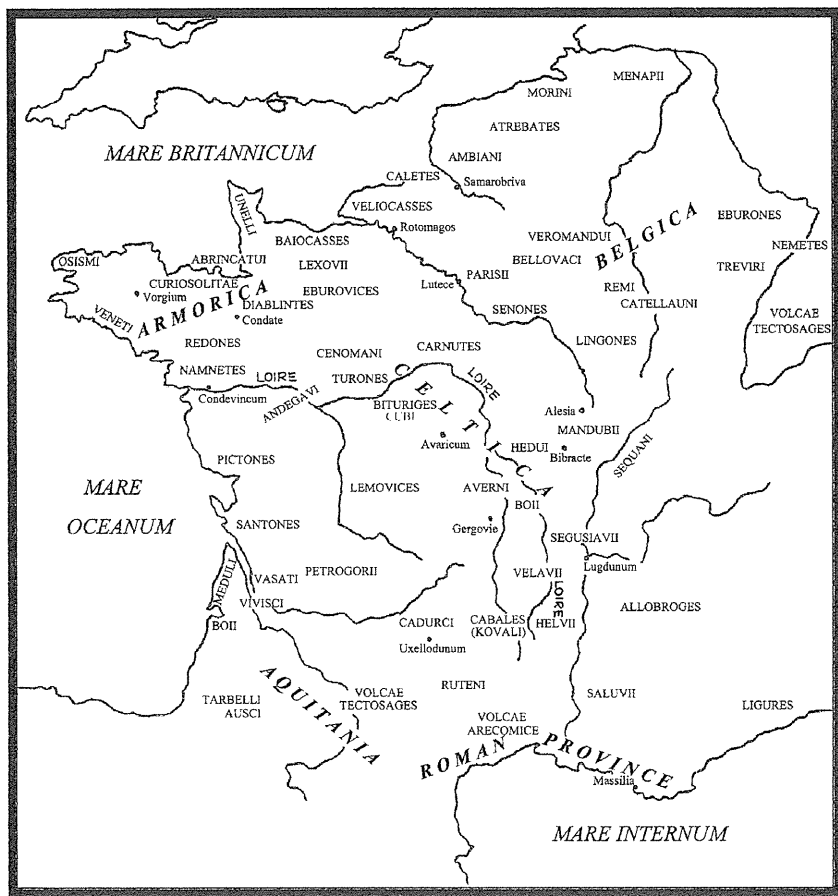 MENAPII
MORINI
ATREBATES
MARE BRITANNICUM
AMBIANI
CALETES
Samarobriva
UNELLI
VELIOCASSES
EBURONES
Rotomagos
BELGICA
BAIOCASSES
VEROMANDUI
NEMETES
OSISMI
ABRINCATUI
LEXOVII
BELLOVACI
TREVIRI
PARISII
CURIOSOLITAE
Lutece
REMI
Vorgium
EBUROVICES
CATELLAUNI
ARMORICA
DIABLINTES
SENONES
VOLCAE
TECTOSAGES
VENETI
Condate
REDONES
LINGONES
CENOMANI
CARNUTES
NAMNETES
LOIRE
TURONES
LOIRE
Condevincum
ANDEGAVI
CELTICA
BITURIGES
CUBI
Alesia
MANDUBII
Avaricum
HEDUI
Bibracte
SEQUANI
PICTONES
MARE
OCEANUM
LEMOVICES
AVERNI
BOII
SANTONES
Gergovie
SEGUSIAVII
Lugdunum
PETROGORII
VELAVII
MEDULI
VASATI
LOIRE
VIVISCI
ALLOBROGES
BOII
CADURCI
CABALES
(KOVALI)
HELVII
Uxellodunum
AQUITANIA
RUTENI
TARBELLI
AUSCI
VOLCAE
TECTOSAGES
SALUVII
LIGURES
VOLCAE
ARECOMICE
ROMAN PROVINCE
Massilia
MARE INTERNUM